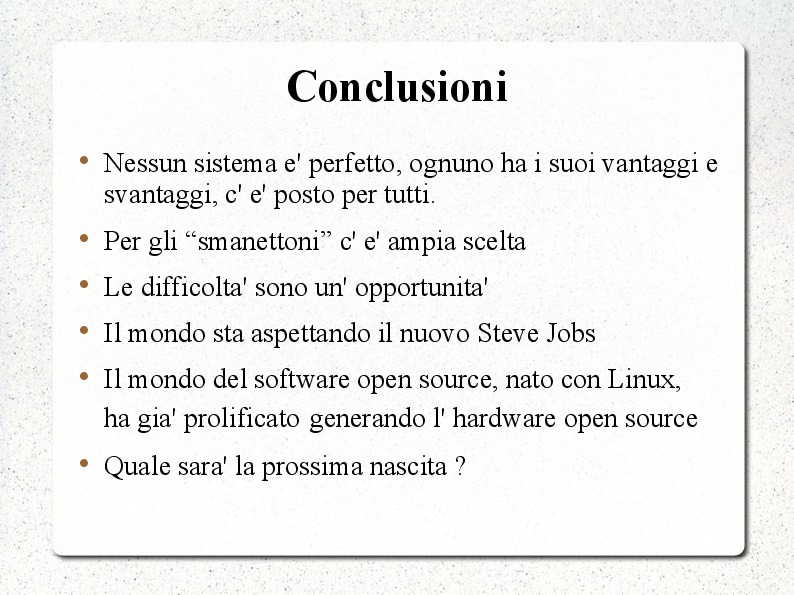 Conclusioni
Nessun sistema e' perfetto, ognuno ha i suoi vantaggi e
svantaggi, c' e' posto per tutti.
Per gli “smanettoni” c' e' ampia scelta
Le difficolta' sono un' opportunita'
Il mondo sta aspettando il nuovo Steve Jobs
Il mondo del software open source, nato con Linux,
ha gia' prolificato generando l' hardware open source
Quale sara' la prossima nascita ?